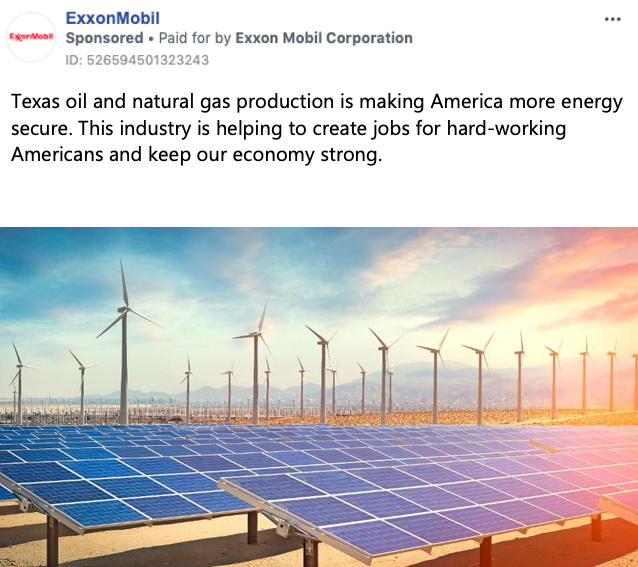 ExxonMobil
ExxonMobil
Sponsored • Paid for by Exxon Mobil Corporation
ID: 526594501323243
Texas oil and natural gas production is making America more energy
secure. This industry is helping to create jobs for hard-working
Americans and keep our economy strong.